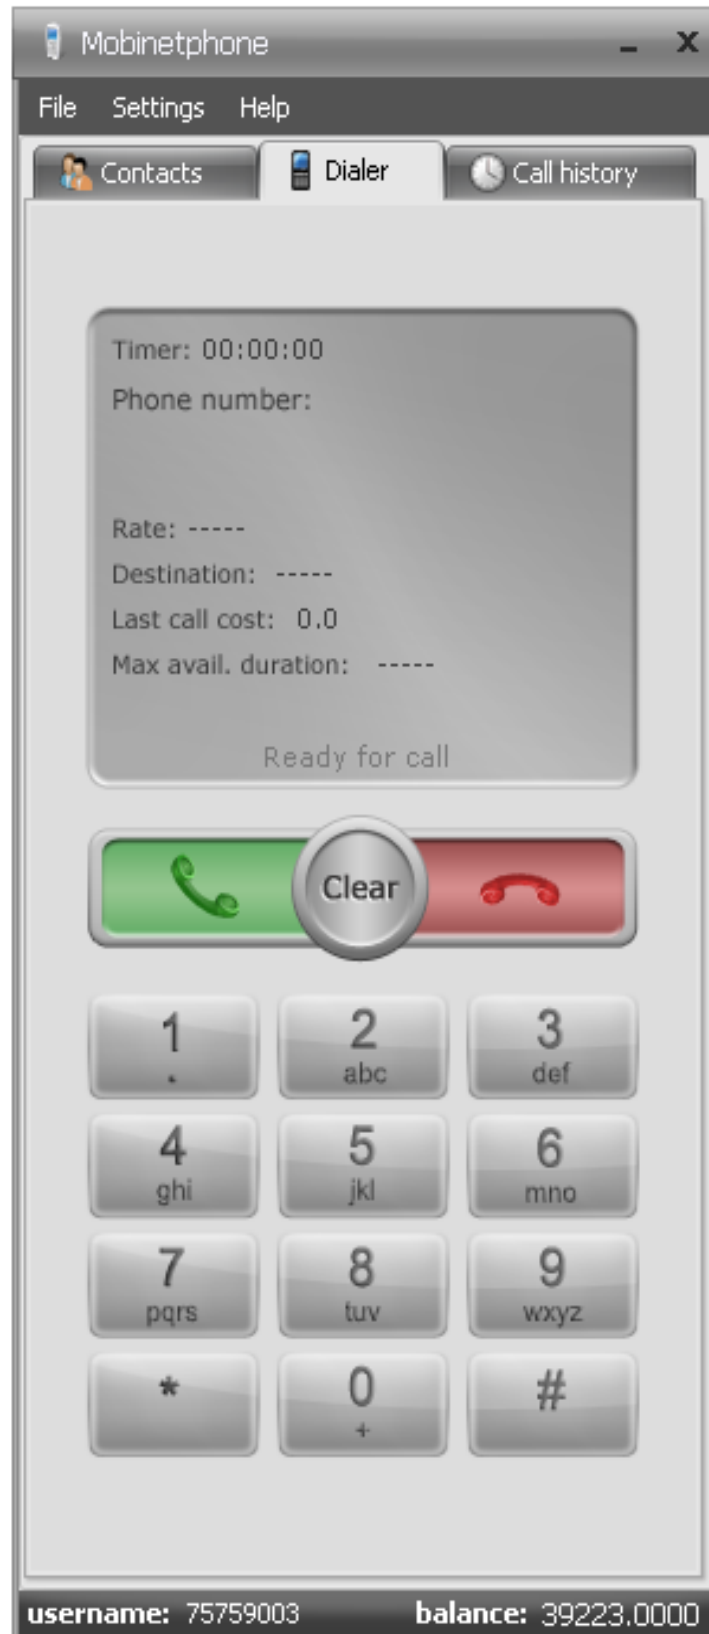 Mobinetphone
File Settings Help
Contacts Dialer Call history
Timer: 00:00:00
Phone number:
Rate: -----
Destination: -----
Last call cost: 0.0
Max avail. duration: -----
Ready for call
Clear
1 2 3
. abc def
4 5 6
ghi jkl mno
7 8 9
pqrs tuv wxyz
* 0 #
+
username: 75759003 balance: 39223.0000